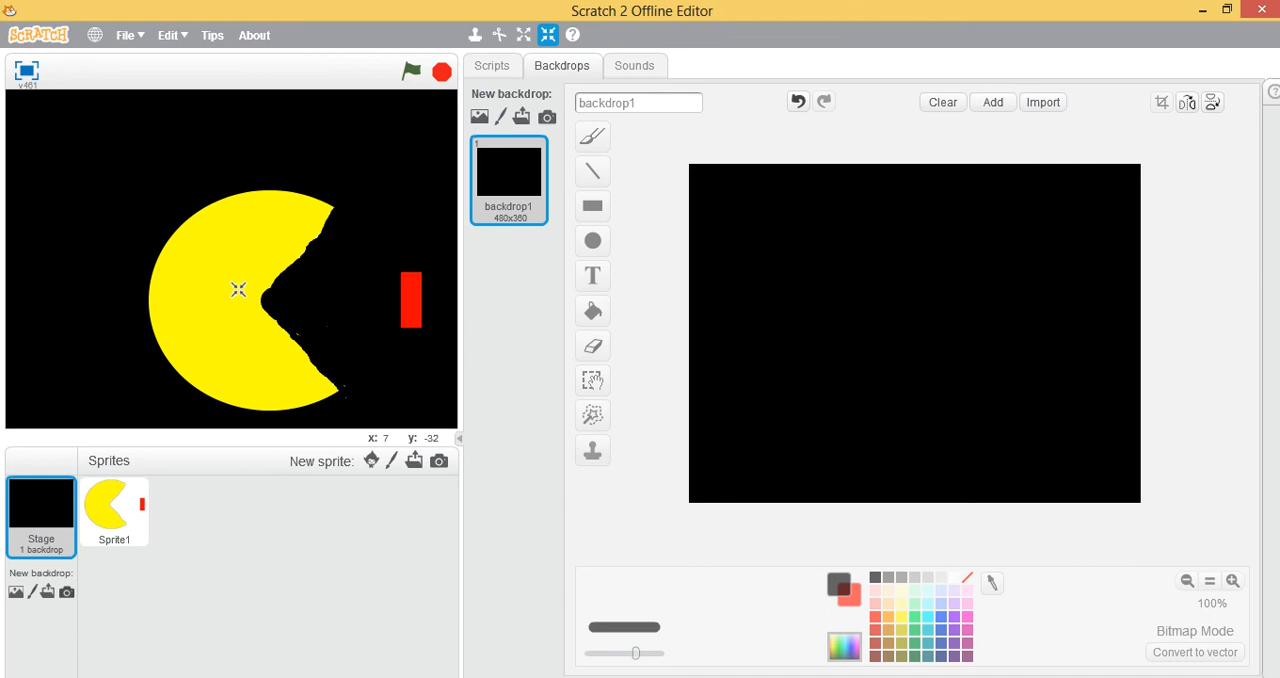 Scratch 2 Offline Editor
SCRATCH File Edit Tips About
v461
Scripts Backdrops Sounds
New backdrop:
backdrop1
Clear Add Import
1
backdrop1
480x360
T
x: 7 y: -32
Sprites New sprite:
Stage
1 backdrop
Sprite1
New backdrop:
100%
Bitmap Mode
Convert to vector